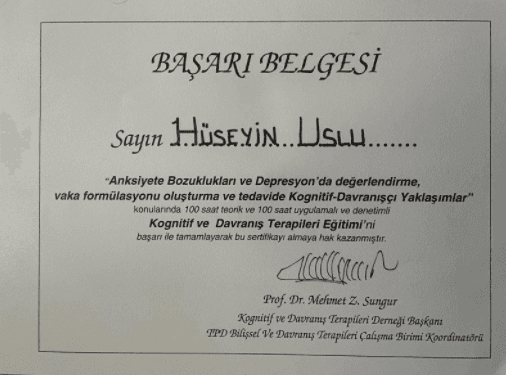 BAŞARI BELGESİ
Sayın HÜSEYİN USLU
"Anksiyete Bozuklukları ve Depresyon'da değerlendirme,
vaka formülasyonu oluşturma ve tedavide Kognitif-Davranışçı Yaklaşımlar"
konularında 100 saat teorik ve 100 saat uygulamalı ve denetimli
Kognitif ve Davranış Terapileri Eğitimi'ni
başarı ile tamamlayarak bu sertifikayı almaya hak kazanmıştır.
Prof. Dr. Mehmet Z. Sungur
Kognitif ve Davranış Terapileri Derneği Başkanı
TPD Bilişsel Ve Davranış Terapileri Çalışma Birimi Koordinatörü